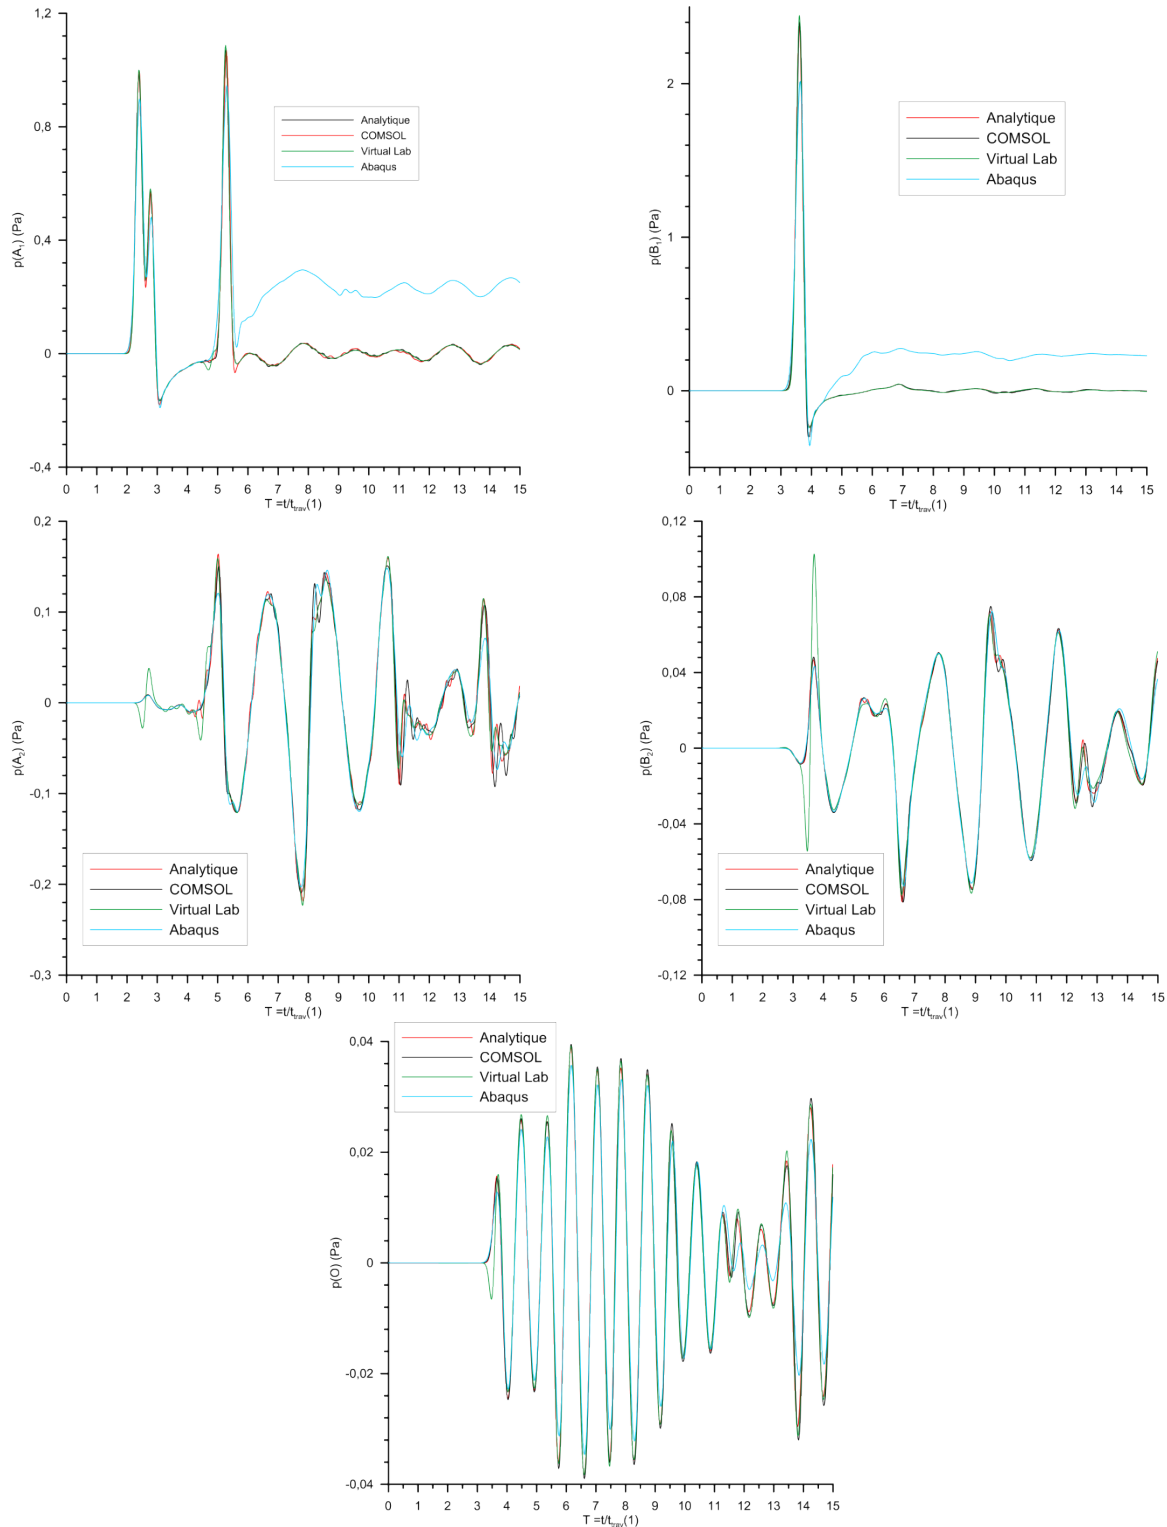 1,2
0,8
0,4
0
-0,4
p(A1) (Pa)
Analytique
COMSOL
Virtual Lab
Abaqus
0 1 2 3 4 5 6 7 8 9 10 11 12 13 14 15
T =t/ttrav(1)
2
1
0
p(B1) (Pa)
Analytique
COMSOL
Virtual Lab
Abaqus
0 1 2 3 4 5 6 7 8 9 10 11 12 13 14 15
T =t/ttrav(1)
0,2
0,1
0
-0,1
-0,2
-0,3
p(A2) (Pa)
Analytique
COMSOL
Virtual Lab
Abaqus
0 1 2 3 4 5 6 7 8 9 10 11 12 13 14 15
T =t/ttrav(1)
0,12
0,08
0,04
0
-0,04
-0,08
-0,12
p(B2) (Pa)
Analytique
COMSOL
Virtual Lab
Abaqus
0 1 2 3 4 5 6 7 8 9 10 11 12 13 14 15
T =t/ttrav(1)
0,04
0,02
0
-0,02
-0,04
p(O) (Pa)
Analytique
COMSOL
Virtual Lab
Abaqus
0 1 2 3 4 5 6 7 8 9 10 11 12 13 14 15
T =t/ttrav(1)